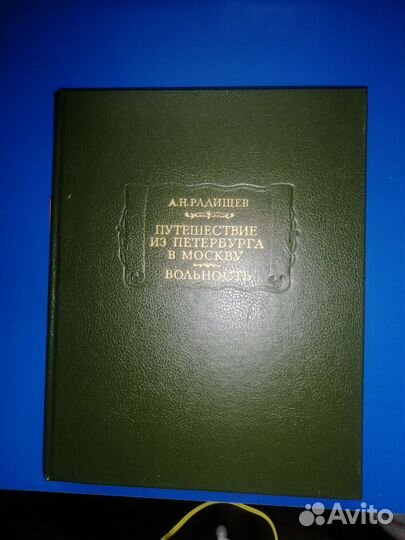 А.Н.РАДИЩЕВ
ПУТЕШЕСТВИЕ
ИЗ ПЕТЕРБУРГА
В МОСКВУ
ВОЛЬНОСТЬ
Avito